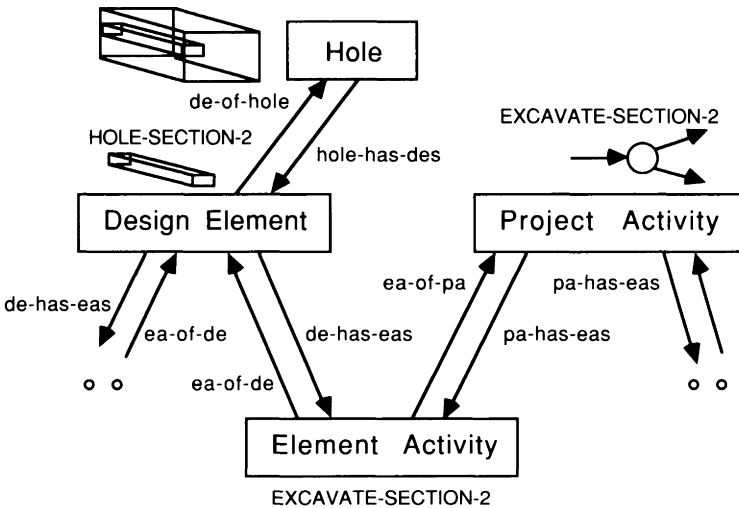 Hole
de-of-hole
HOLE-SECTION-2
EXCAVATE-SECTION-2
hole-has-des
Design Element
Project Activity
de-has-eas
ea-of-de
de-has-eas
ea-of-de
ea-of-pa
pa-has-eas
pa-has-eas
Element Activity
EXCAVATE-SECTION-2